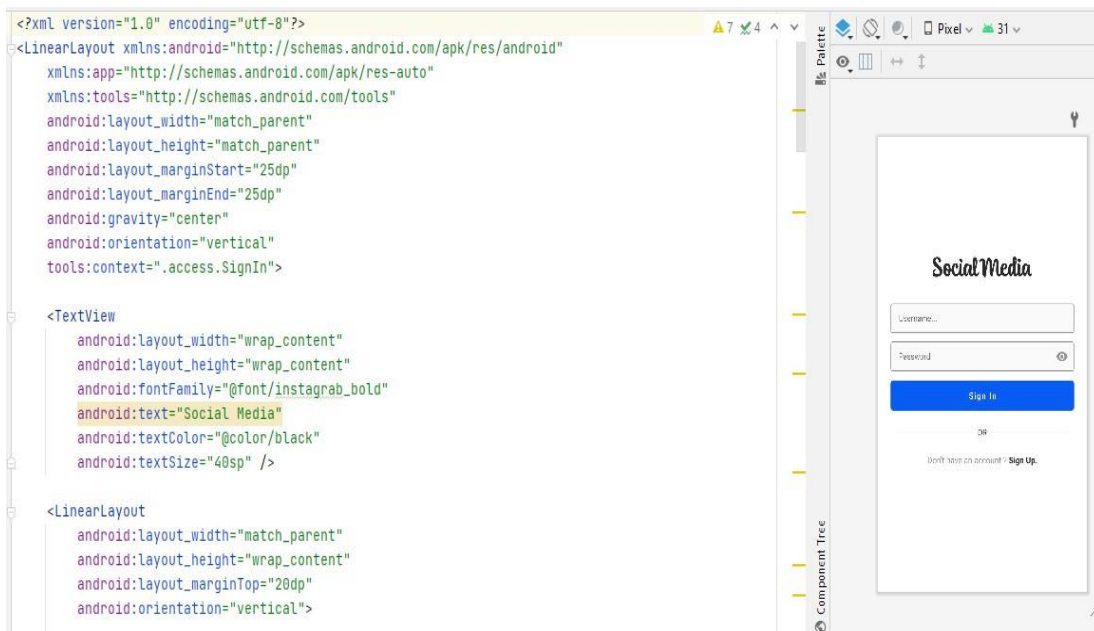 <?xml version="1.0" encoding="utf-8"?>
<LinearLayout xmlns:android="http://schemas.android.com/apk/res/android"
    xmlns:app="http://schemas.android.com/apk/res-auto"
    xmlns:tools="http://schemas.android.com/tools"
    android:layout_width="match_parent"
    android:layout_height="match_parent"
    android:layout_marginStart="25dp"
    android:layout_marginEnd="25dp"
    android:gravity="center"
    android:orientation="vertical"
    tools:context=".access.SignIn">
    <TextView
        android:layout_width="wrap_content"
        android:layout_height="wrap_content"
        android:fontFamily="@font/instagrab_bold"
        android:text="Social Media"
        android:textColor="@color/black"
        android:textSize="40sp" />
    <LinearLayout
        android:layout_width="match_parent"
        android:layout_height="wrap_content"
        android:layout_marginTop="20dp"
        android:orientation="vertical">
7 4
Palette
Component Tree
Pixel 31
Social Media
Username...
Password
Sign In
OR
Don't have an account? Sign Up.